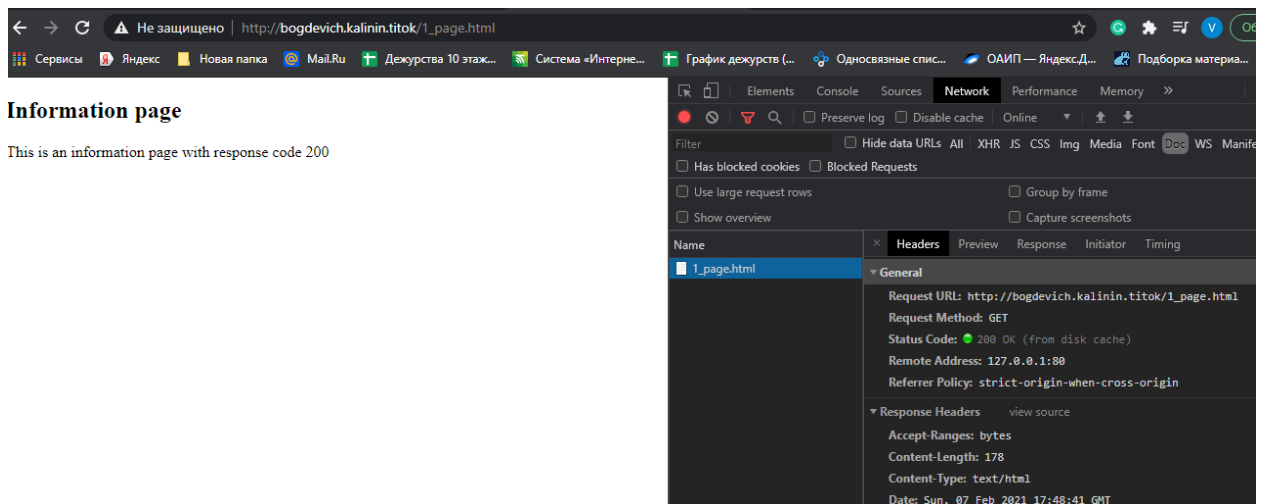 Не защищено | http://bogdevich.kalinin.titok/1_page.html
Сервисы Яндекс Новая папка Mail.Ru Дежурства 10 этаж... Система «Интерне... График дежурств (... Односвязные спис... ОАИП — Яндекс.Д... Подборка материа...
Information page
This is an information page with response code 200
Elements Console Sources Network Performance Memory »
Preserve log Disable cache Online
Filter Hide data URLs All XHR JS CSS Img Media Font Doc WS Manife
Has blocked cookies Blocked Requests
Use large request rows Group by frame
Show overview Capture screenshots
Name × Headers Preview Response Initiator Timing
1_page.html
General
Request URL: http://bogdevich.kalinin.titok/1_page.html
Request Method: GET
Status Code: 200 OK (from disk cache)
Remote Address: 127.0.0.1:80
Referrer Policy: strict-origin-when-cross-origin
Response Headers view source
Accept-Ranges: bytes
Content-Length: 178
Content-Type: text/html
Date: Sun, 07 Feb 2021 17:48:41 GMT